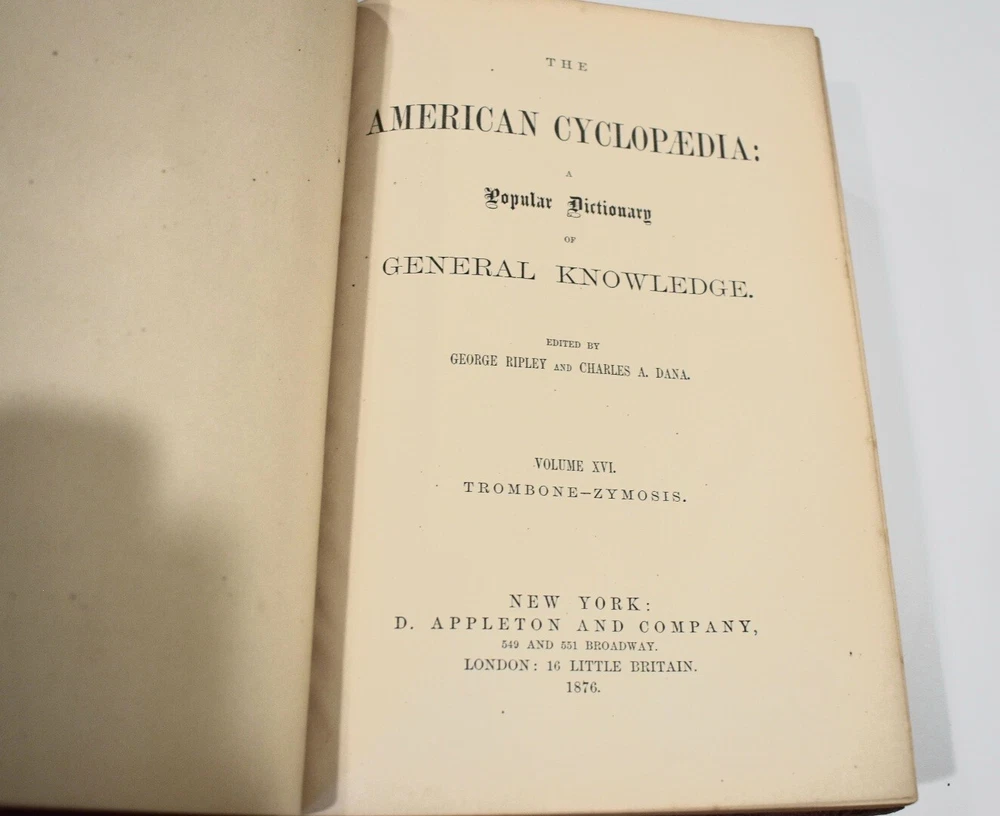 THE
AMERICAN CYCLOPÆDIA:
A
Popular Dictionary
OF
GENERAL KNOWLEDGE.
EDITED BY
GEORGE RIPLEY AND CHARLES A. DANA.
VOLUME XVI.
TROMBONE–ZYMOSIS.
NEW YORK:
D. APPLETON AND COMPANY,
549 AND 551 BROADWAY.
LONDON: 16 LITTLE BRITAIN.
1876.